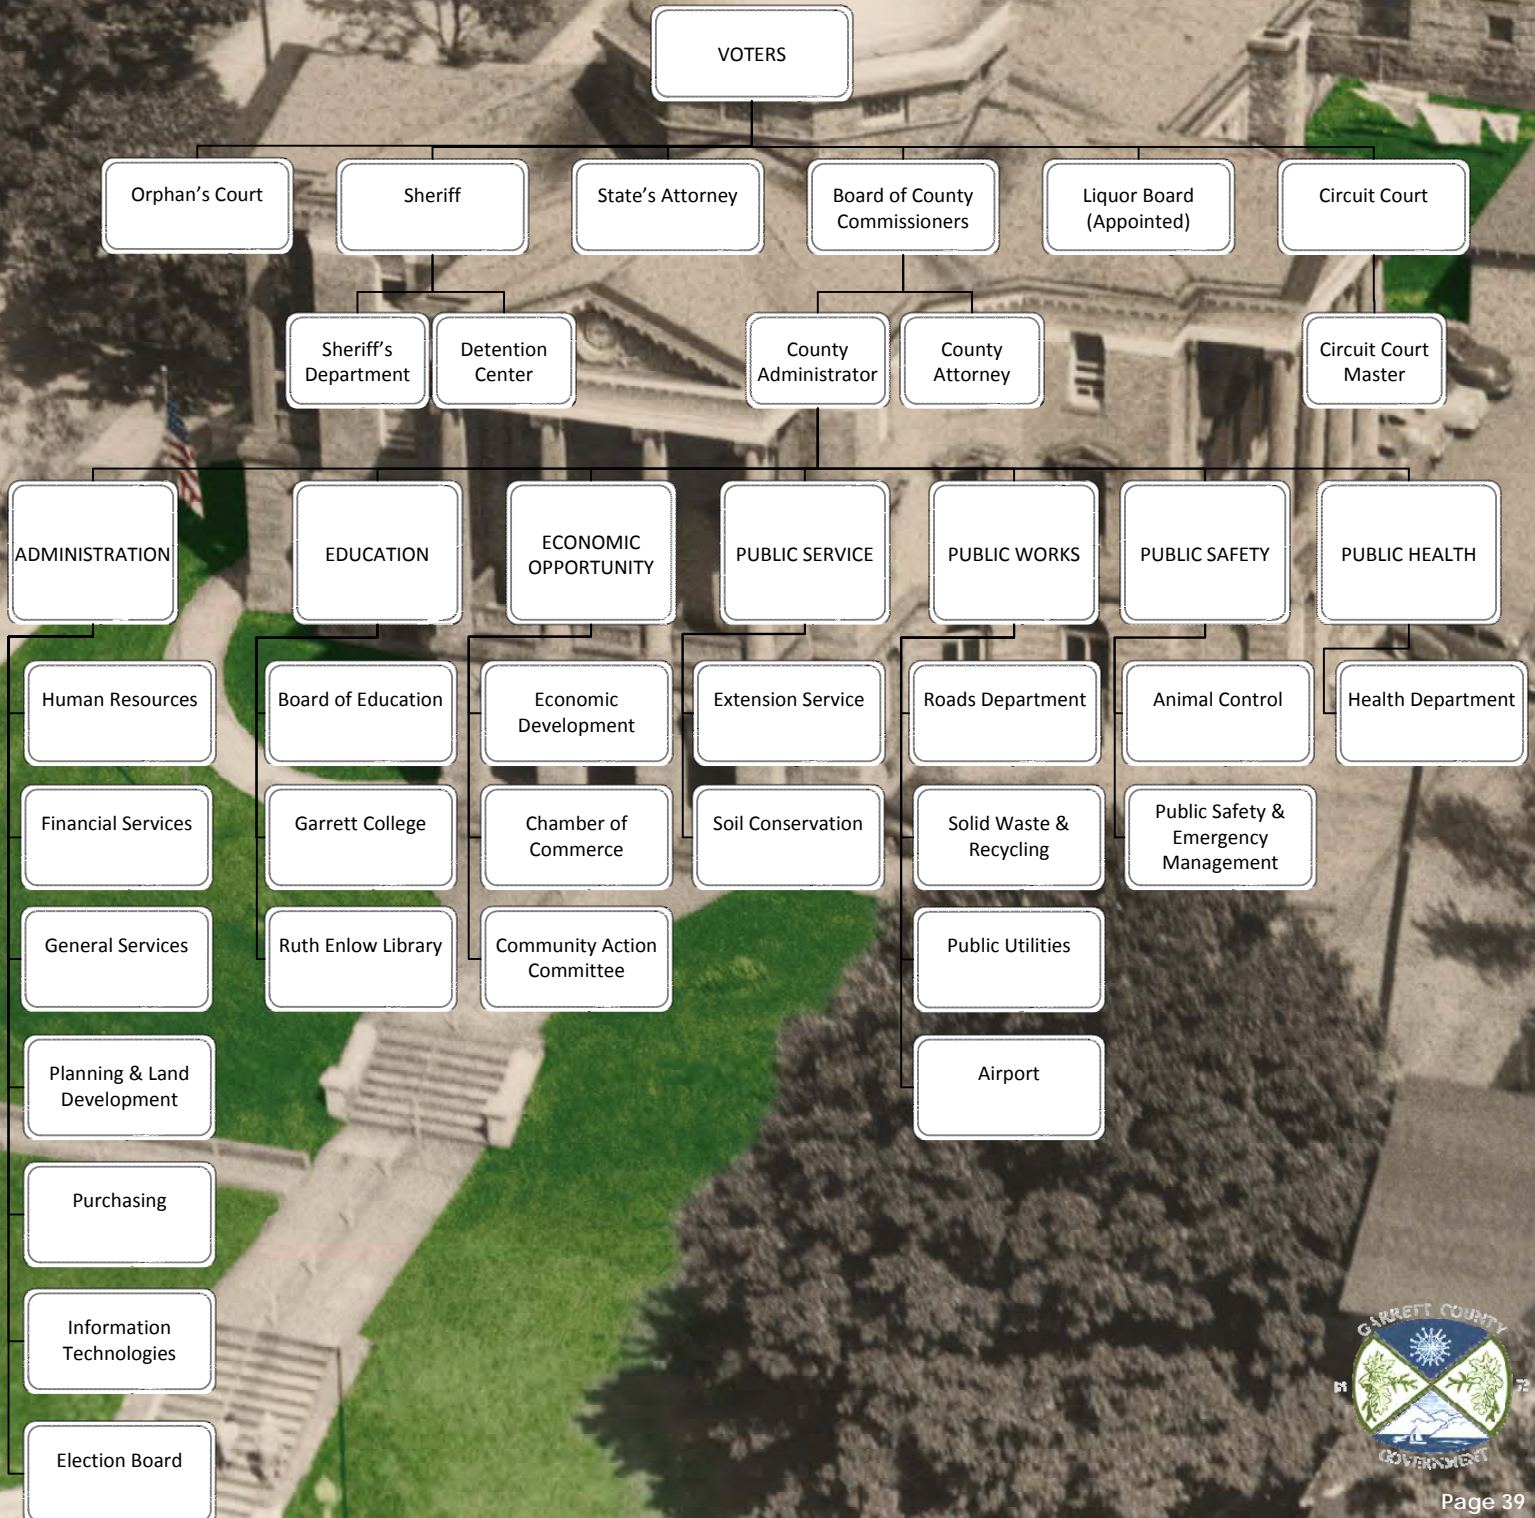 VOTERS
Orphan's Court
Sheriff
State's Attorney
Board of County
Commissioners
Liquor Board
(Appointed)
Circuit Court
Sheriff's
Department
Detention
Center
County
Administrator
County
Attorney
Circuit Court
Master
ADMINISTRATION
EDUCATION
ECONOMIC
OPPORTUNITY
PUBLIC SERVICE
PUBLIC WORKS
PUBLIC SAFETY
PUBLIC HEALTH
Human Resources
Board of Education
Economic
Development
Extension Service
Roads Department
Animal Control
Health Department
Financial Services
Garrett College
Chamber of
Commerce
Soil Conservation
Solid Waste &
Recycling
Public Safety &
Emergency
Management
General Services
Ruth Enlow Library
Community Action
Committee
Public Utilities
Planning & Land
Development
Airport
Purchasing
Information
Technologies
Election Board
GARRETT COUNTY
GOVERNMENT
Page 39